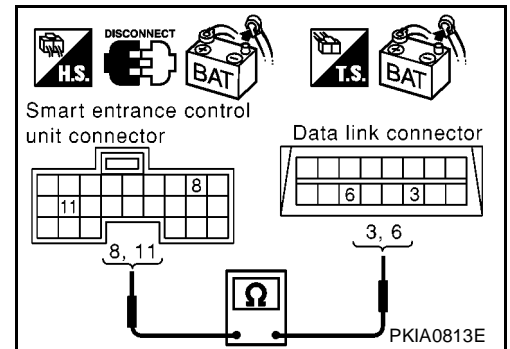 DISCONNECT
H.S.
BAT
T.S.
BAT
Smart entrance control
unit connector
Data link connector
8
11
6 3
8, 11
3, 6
Ω
PKIA0813E